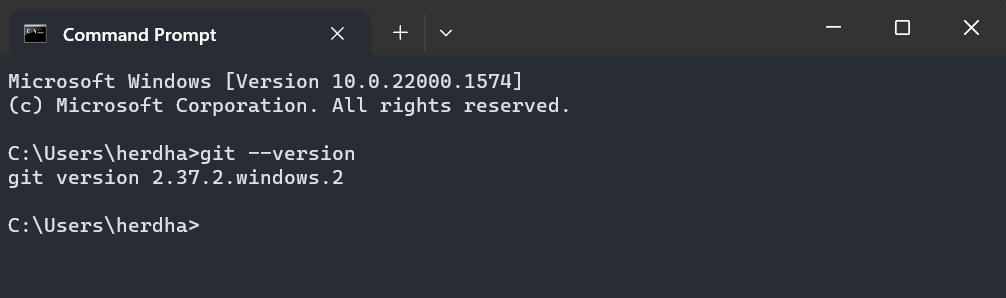 Command Prompt
Microsoft Windows [Version 10.0.22000.1574]
(c) Microsoft Corporation. All rights reserved.
C:\Users\herdha>git --version
git version 2.37.2.windows.2
C:\Users\herdha>